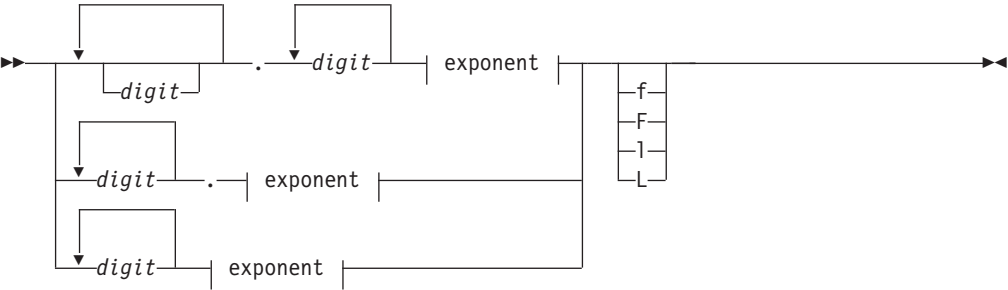 . digit exponent
digit f
F
l
digit . exponent L
digit exponent